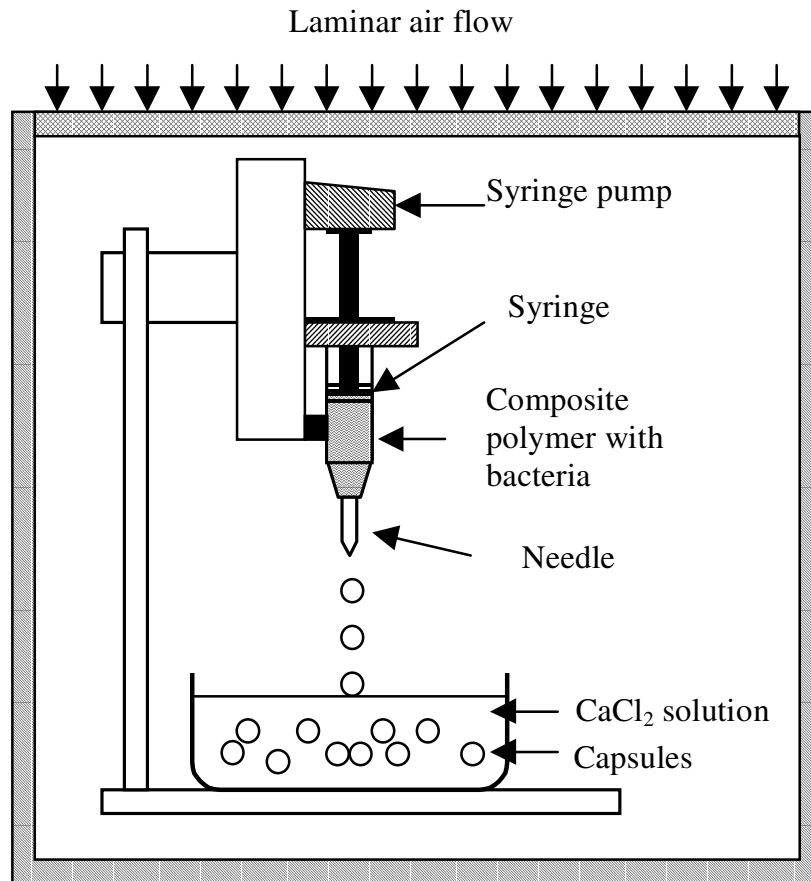 Laminar air flow
Syringe pump
Syringe
Composite
polymer with
bacteria
Needle
CaCl₂ solution
Capsules